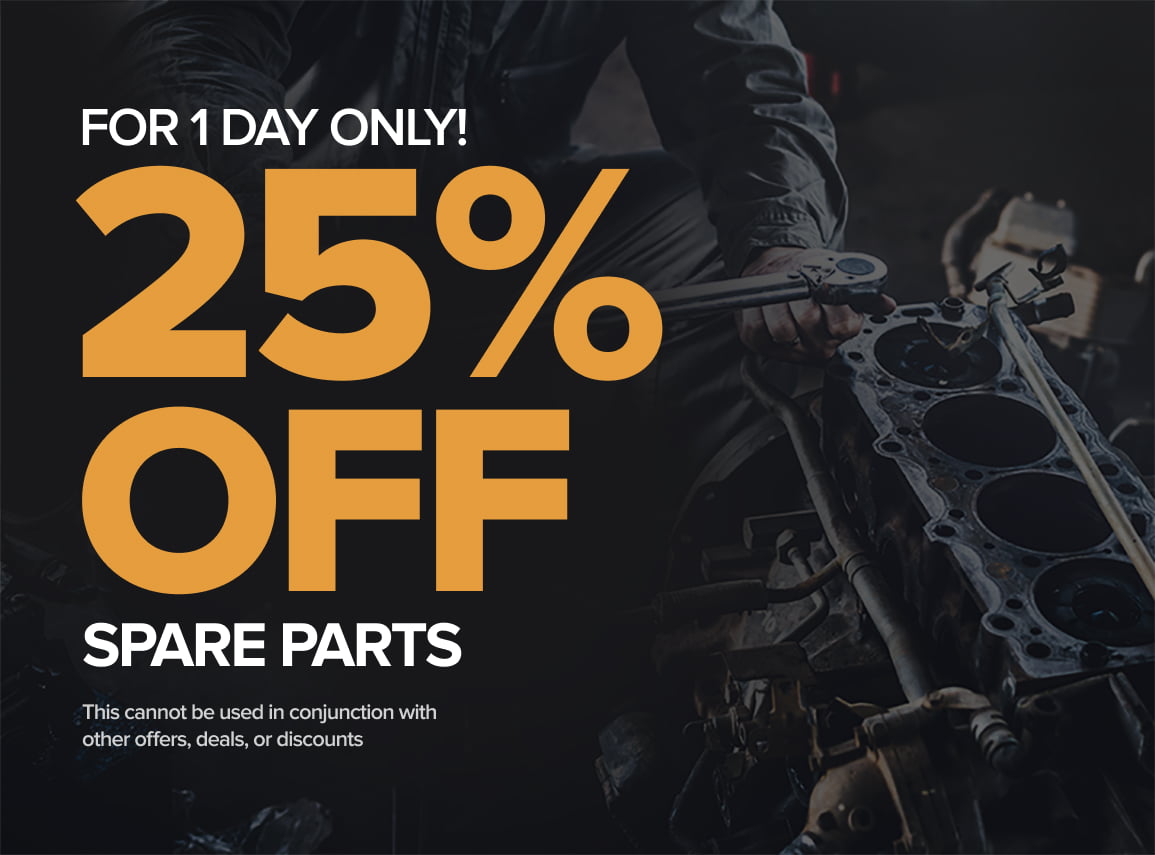 FOR 1 DAY ONLY!
25%
OFF
SPARE PARTS
This cannot be used in conjunction with
other offers, deals, or discounts